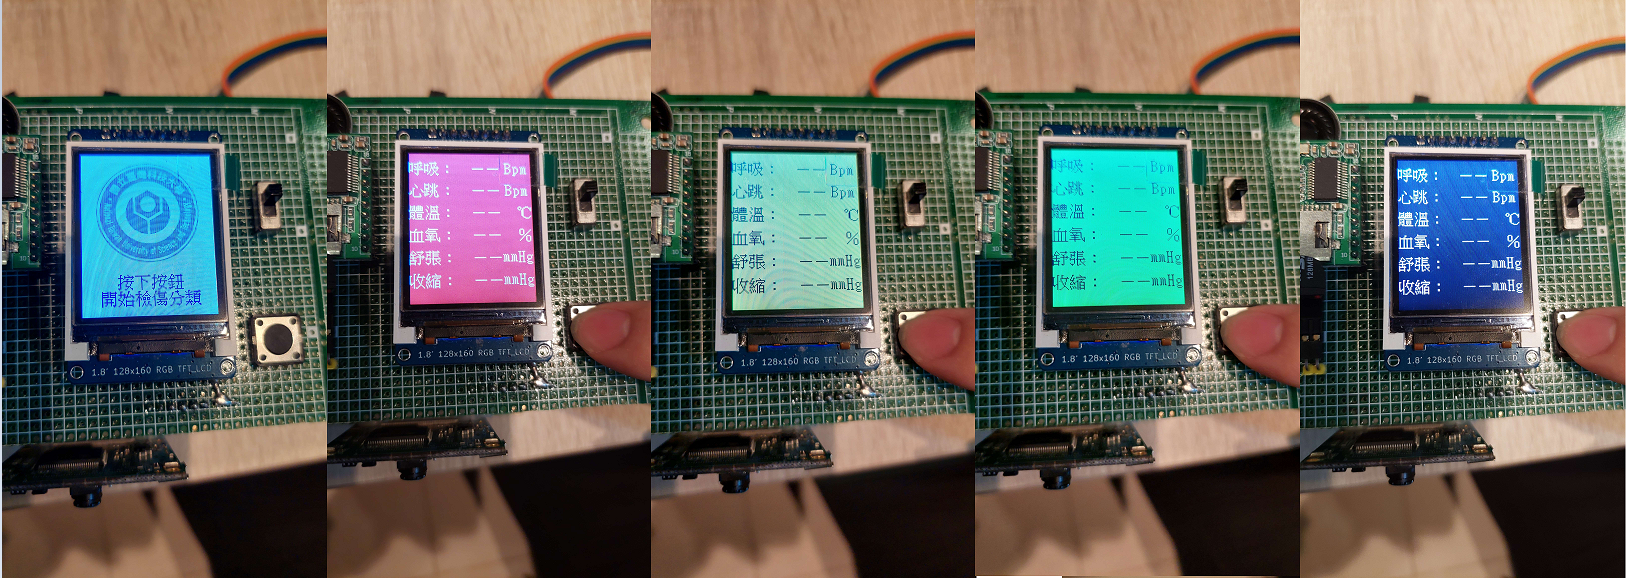 按下按鈕
開始檢傷分類
1.8' 128x160 RGB TFT_LCD
呼吸： －－Bpm
心跳： －－Bpm
體溫： －－ ℃
血氧： －－ %
舒張： －－mmHg
收縮： －－mmHg
1.8' 128x160 RGB TFT_LCD
呼吸： －－Bpm
心跳： －－Bpm
體溫： －－ ℃
血氧： －－ %
舒張： －－mmHg
收縮： －－mmHg
1.8' 128x160 RGB TFT_LCD
呼吸： －－Bpm
心跳： －－Bpm
體溫： －－ ℃
血氧： －－ %
舒張： －－mmHg
收縮： －－mmHg
1.8' 128x160 RGB TFT_LCD
呼吸： －－Bpm
心跳： －－Bpm
體溫： －－ ℃
血氧： －－ %
舒張： －－mmHg
收縮： －－mmHg
1.8' 128x160 RGB TFT_LCD